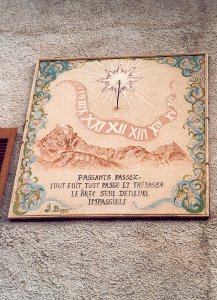 XI XII XIII
PASSANTS PASSEZ
TOUT FUIT TOUT PASSE ET TRÉPASSE
LE BREC SEUL DEMEURE
IMPASSIBLE